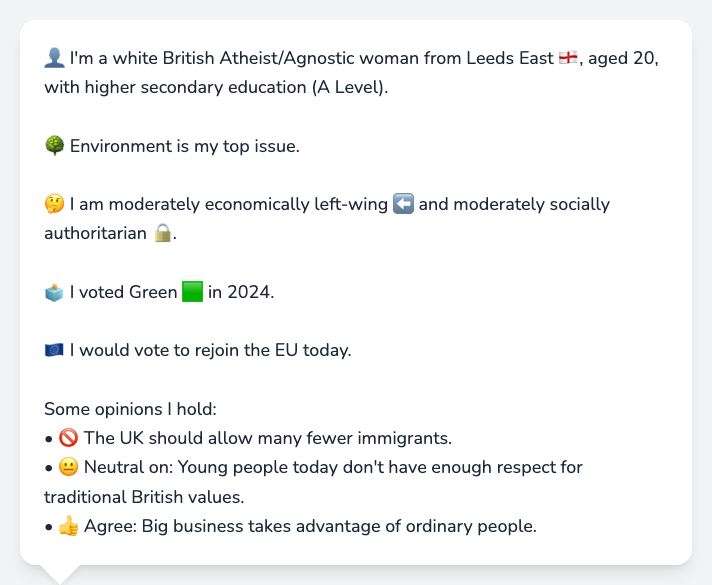 👤 I'm a white British Atheist/Agnostic woman from Leeds East 🏴󠁧󠁢󠁥󠁮󠁧󠁿, aged 20,
with higher secondary education (A Level).
🌳 Environment is my top issue.
🤔 I am moderately economically left-wing ⬅️ and moderately socially
authoritarian 🔒.
🗳️ I voted Green 🟩 in 2024.
🇪🇺 I would vote to rejoin the EU today.
Some opinions I hold:
• 🚫 The UK should allow many fewer immigrants.
• 😐 Neutral on: Young people today don't have enough respect for
traditional British values.
• 👍 Agree: Big business takes advantage of ordinary people.